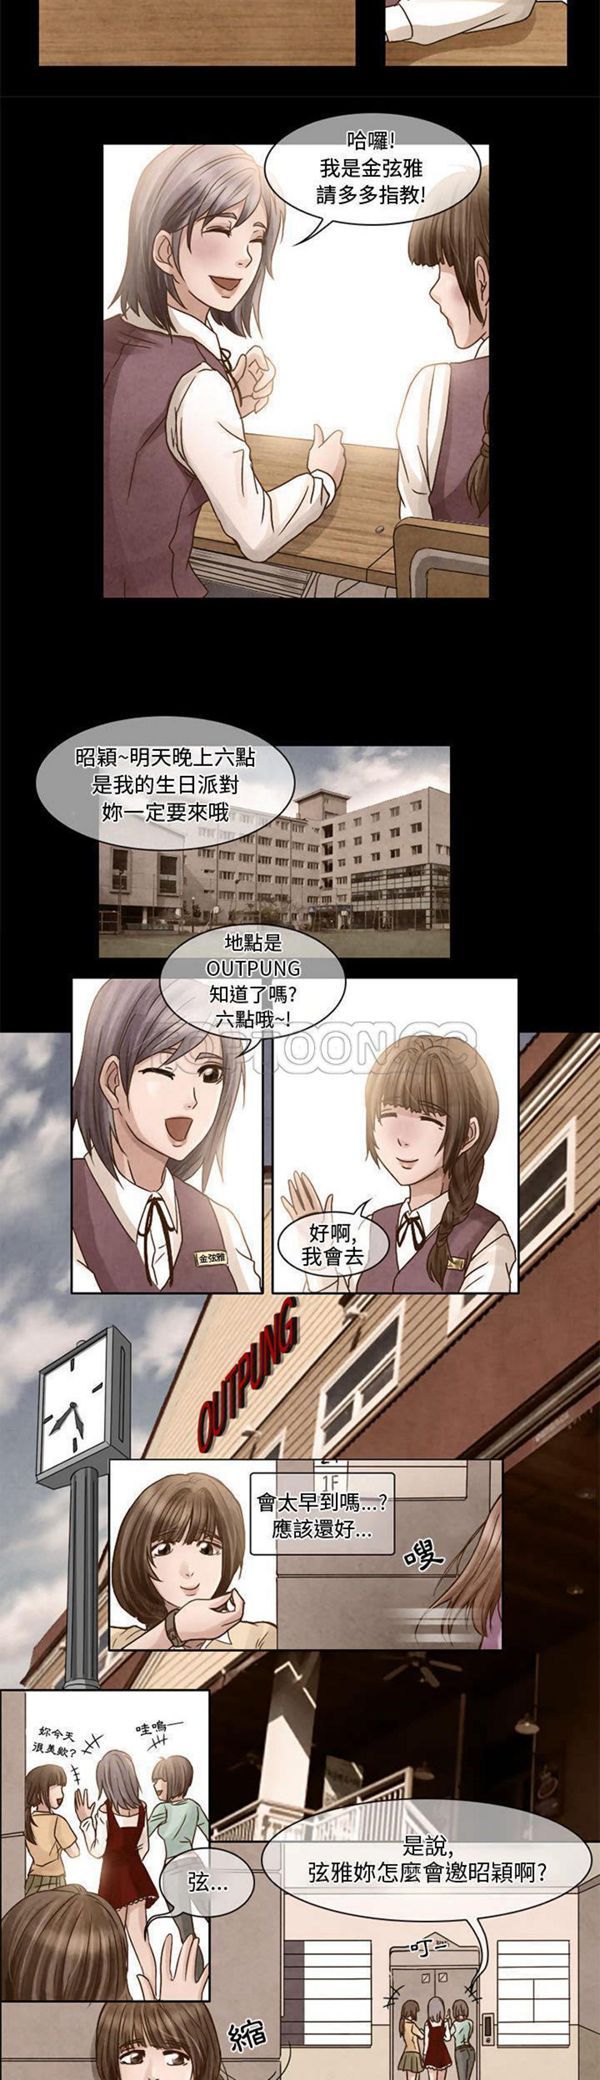 哈囉!
我是金弦雅
請多多指教!
昭穎~明天晚上六點
是我的生日派對
妳一定要來哦
地點是
OUTPUNG
知道了嗎?
六點哦~!
TOPTOON.CC
金弦雅
好啊,
我會去
OUTPUNG
1F
會太早到嗎...?
應該還好...
嗖
妳今天
很美欸?
哇嗚—
弦...
是說,
弦雅妳怎麼會邀昭穎啊?
叮—
縮